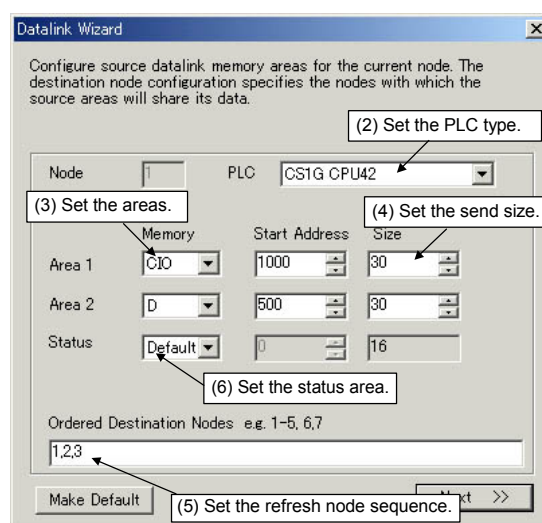 Datalink Wizard
Configure source datalink memory areas for the current node. The
destination node configuration specifies the nodes with which the
source areas will share its data.
(2) Set the PLC type.
Node 1 PLC CS1G CPU42
(3) Set the areas.
(4) Set the send size.
Memory Start Address Size
Area 1 CIO 1000 30
Area 2 D 500 30
Status Default 0 16
(6) Set the status area.
Ordered Destination Nodes e.g. 1-5, 6,7
1,2,3
Make Default
(5) Set the refresh node sequence.
xt >>